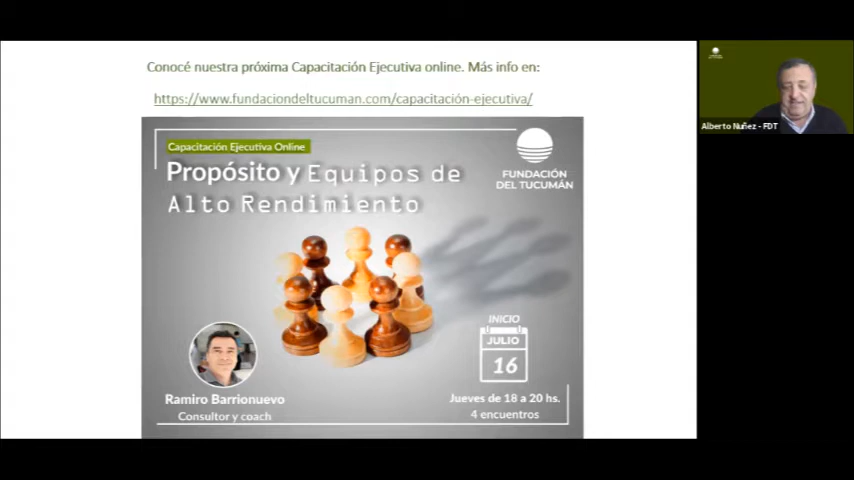 Conocé nuestra próxima Capacitación Ejecutiva online. Más info en:
https://www.fundaciondeltucuman.com/capacitación-ejecutiva/
Capacitación Ejecutiva Online
Propósito y Equipos de
Alto Rendimiento
FUNDACIÓN
DEL TUCUMÁN
INICIO
JULIO
16
Ramiro Barrionuevo
Consultor y coach
Jueves de 18 a 20 hs.
4 encuentros
Alberto Nuñez - FDT